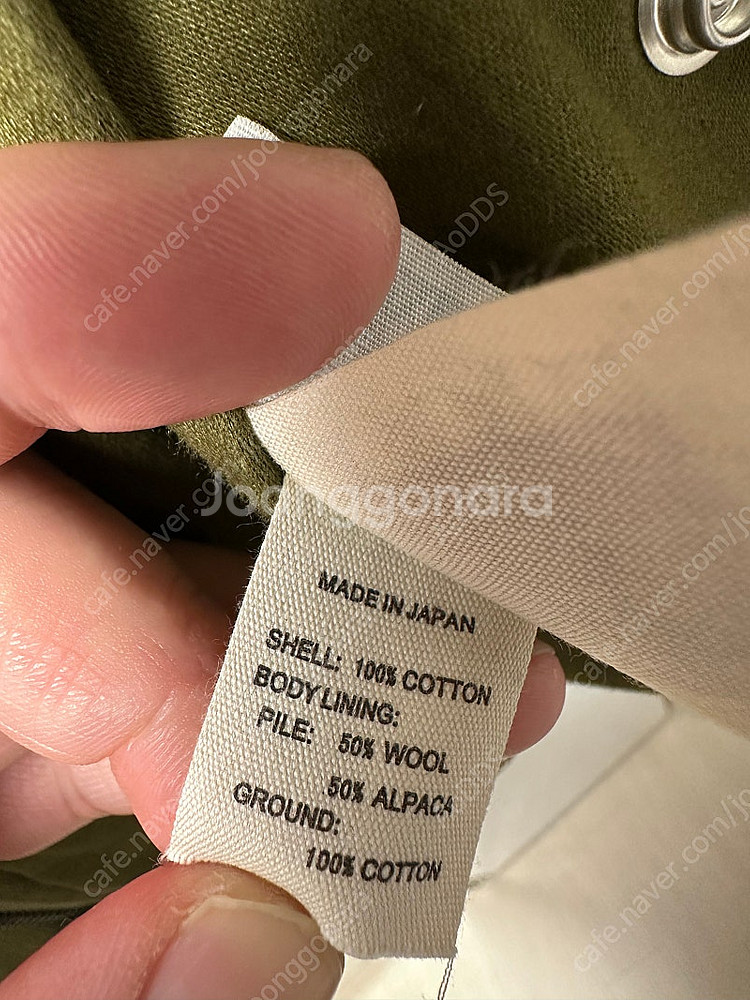 MADE IN JAPAN
SHELL: 100% COTTON
BODY LINING:
PILE: 50% WOOL
50% ALPACA
GROUND:
100% COTTON
Joonggonara
cafe.naver.com/joonggonara